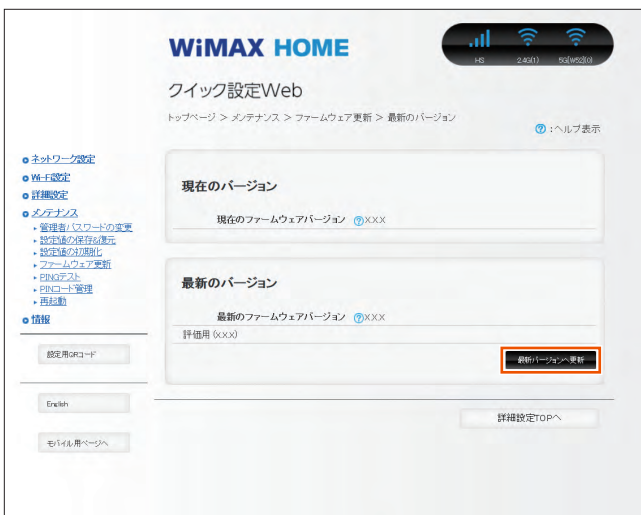 WiMAX HOME
HS 2.4G(1) 5G(W52)(0)
クイック設定Web
トップページ > メンテナンス > ファームウェア更新 > 最新のバージョン
?:ヘルプ表示
ネットワーク設定
Wi-Fi設定
詳細設定
メンテナンス
管理者パスワードの変更
設定値の保存&復元
設定値の初期化
ファームウェア更新
PINGテスト
PINコード管理
再起動
情報
設定用QRコード
English
モバイル用ページへ
現在のバージョン
現在のファームウェアバージョン ?XXX
最新のバージョン
最新のファームウェアバージョン ?XXX
評価用 (xxx)
最新バージョンへ更新
詳細設定TOPへ